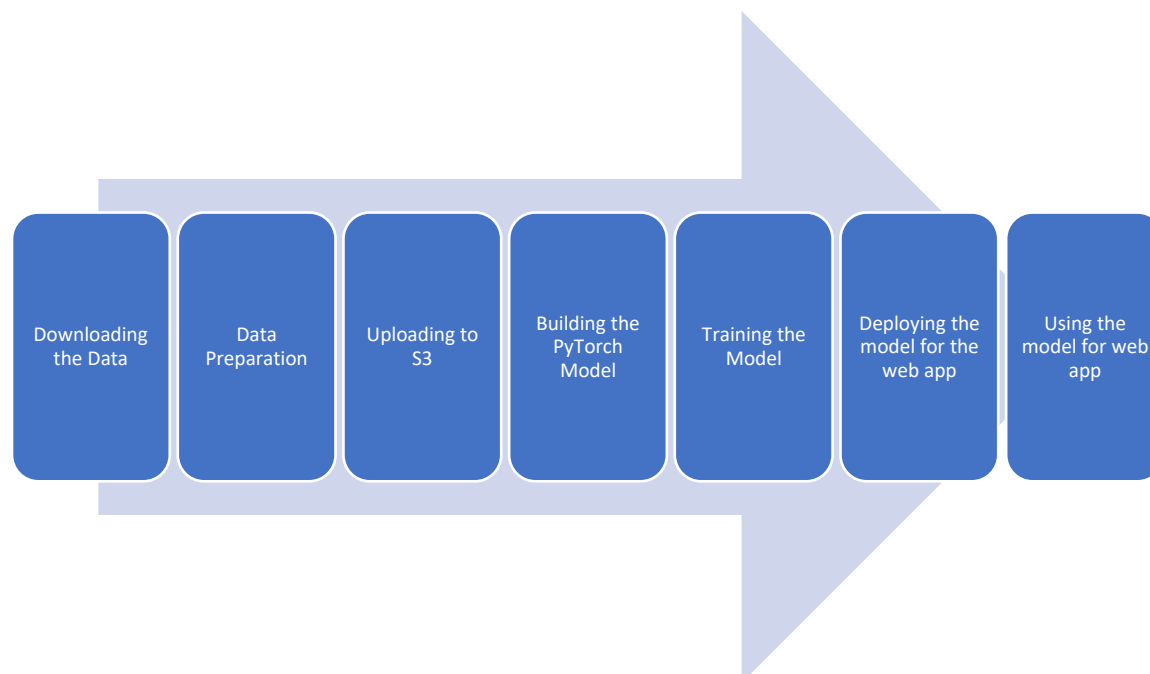 Downloading
the Data
Data
Preparation
Uploading to
S3
Building the
PyTorch
Model
Training the
Model
Deploying the
model for the
web app
Using the
model for web
app